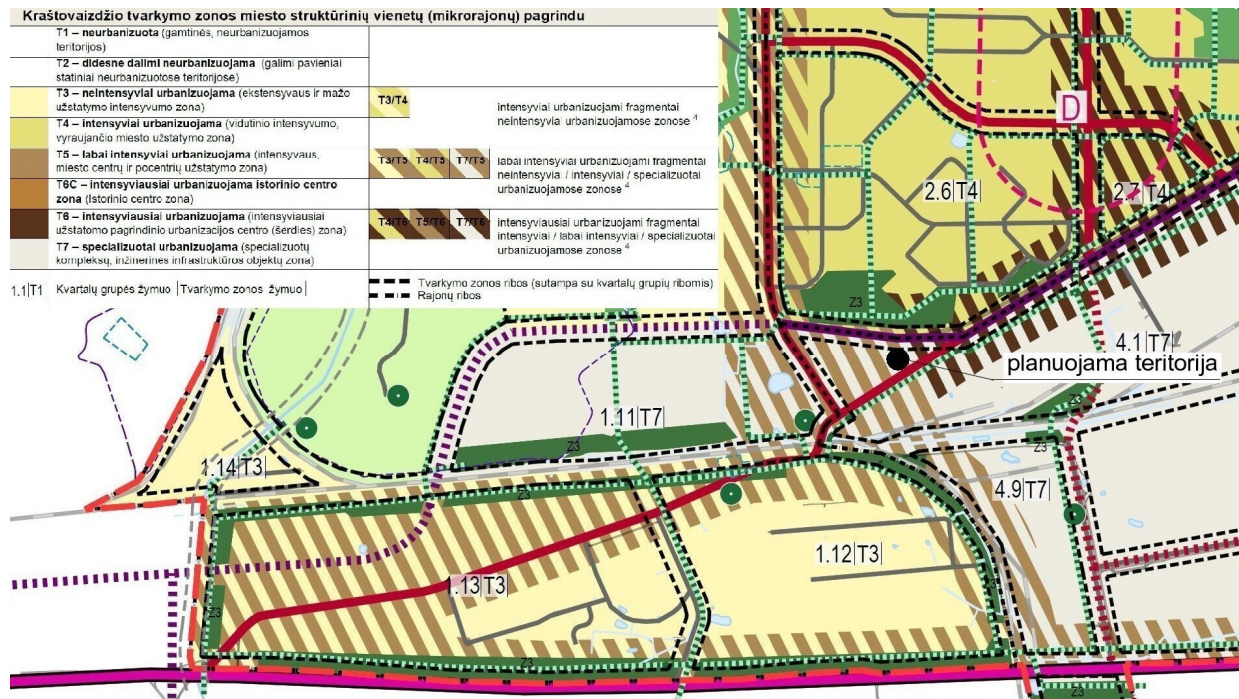 Kraštovaizdžio tvarkymo zonos miesto struktūrinių vienetų (mikrorajonų) pagrindu
T1 – neurbanizuota (gamtinės, neurbanizuojamos
teritorijos)
T2 – didesne dalimi neurbanizuojama (galimi pavieniai
statiniai neurbanizuotose teritorijose)
T3 – neintensyviai urbanizuojama (ekstensyvaus ir mažo
užstatymo intensyvumo zona)
T3/T4
intensyviai urbanizuojami fragmentai
neintensyviai urbanizuojamose zonose 4
T4 – intensyviai urbanizuojama (vidutinio intensyvumo,
vyraujančio miesto užstatymo zona)
T5 – labai intensyviai urbanizuojama (intensyvaus,
miesto centrų ir pocentrių užstatymo zona)
T3/T5 T4/T5 T7/T5
labai intensyviai urbanizuojami fragmentai
neintensyviai / intensyviai / specializuotai
urbanizuojamose zonose 4
T6C – intensyviausiai urbanizuojama istorinio centro
zona (Istorinio centro zona)
T6 – intensyviausiai urbanizuojama (intensyviausiai
užstatomo pagrindinio urbanizacijos centro (šerdies) zona)
T4/T6 T5/T6 T7/T6
intensyviausiai urbanizuojami fragmentai
intensyviai / labai intensyviai / specializuotai
urbanizuojamose zonose 4
T7 – specializuotai urbanizuojama (specializuotų
kompleksų, inžinerinės infrastruktūros objektų zona)
1.1|T1 Kvartalų grupės žymuo |Tvarkymo zonos žymuo|
Tvarkymo zonos ribos (sutampa su kvartalų grupių ribomis)
Rajonų ribos
D
2.6|T4
2.7|T4
Z3
4.1|T7
planuojama teritorija
1.11|T7
Z3
Z3
Z3
1.14|T3
Z3
4.9|T7
1.12|T3
1.13|T3
Z3
Z3
Z3
Z3